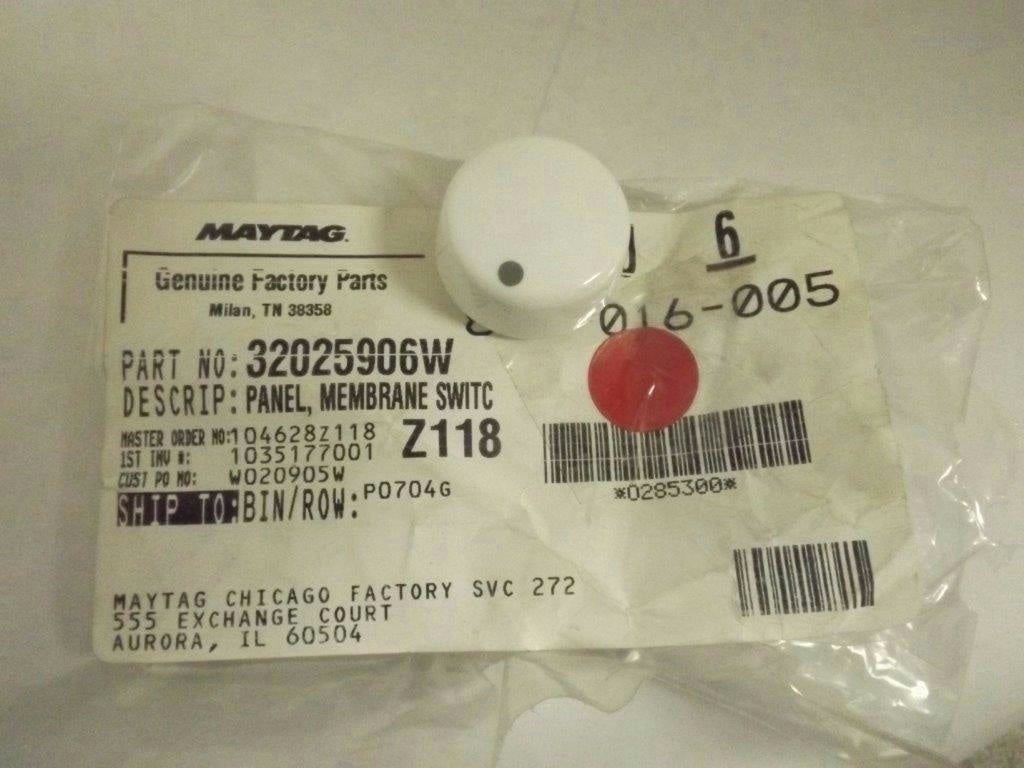 MAYTAG.
Genuine Factory Parts
Milan, TN 38358
6
016-005
PART NO: 32025906W
DESCRIP: PANEL, MEMBRANE SWITC
MASTER ORDER NO: 104628Z118
Z118
1ST INV #: 1035177001
CUST PO NO: W020905W
SHIP TO: BIN/ROW: P0704G
*0285300*
MAYTAG CHICAGO FACTORY SVC 272
555 EXCHANGE COURT
AURORA, IL 60504